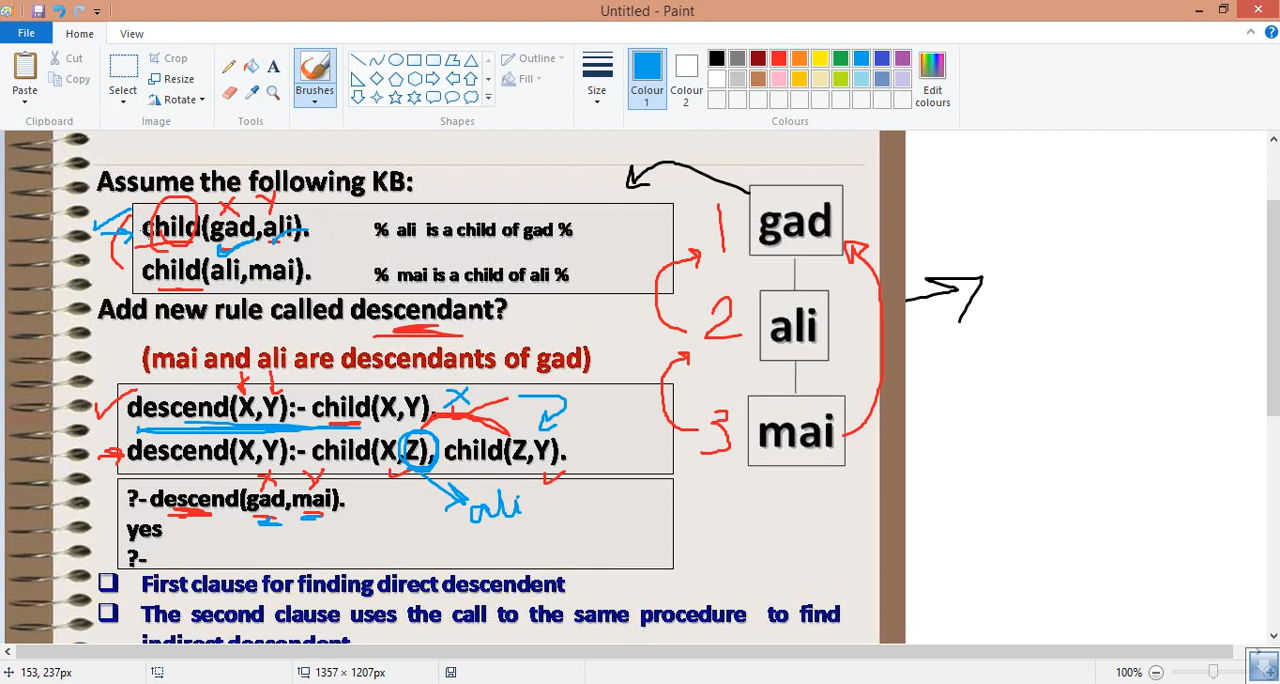 Untitled - Paint
File Home View
Cut
Copy
Paste
Clipboard
Crop
Resize
Rotate
Select
Image
Tools
Brushes
Outline
Fill
Shapes
Size
Colour 1
Colour 2
Edit colours
Colours
Assume the following KB:
X Y
child(gad,ali). % ali is a child of gad %
child(ali,mai). % mai is a child of ali %
Add new rule called descendant?
(mai and ali are descendants of gad)
X
descend(X,Y):- child(X,Y).
descend(X,Y):- child(X,Z), child(Z,Y).
X Y
?- descend(gad,mai).
ali
yes
?-
First clause for finding direct descendent
The second clause uses the call to the same procedure to find
indirect descendent
1 gad
2 ali
3 mai
153, 237px
1357 × 1207px
100%